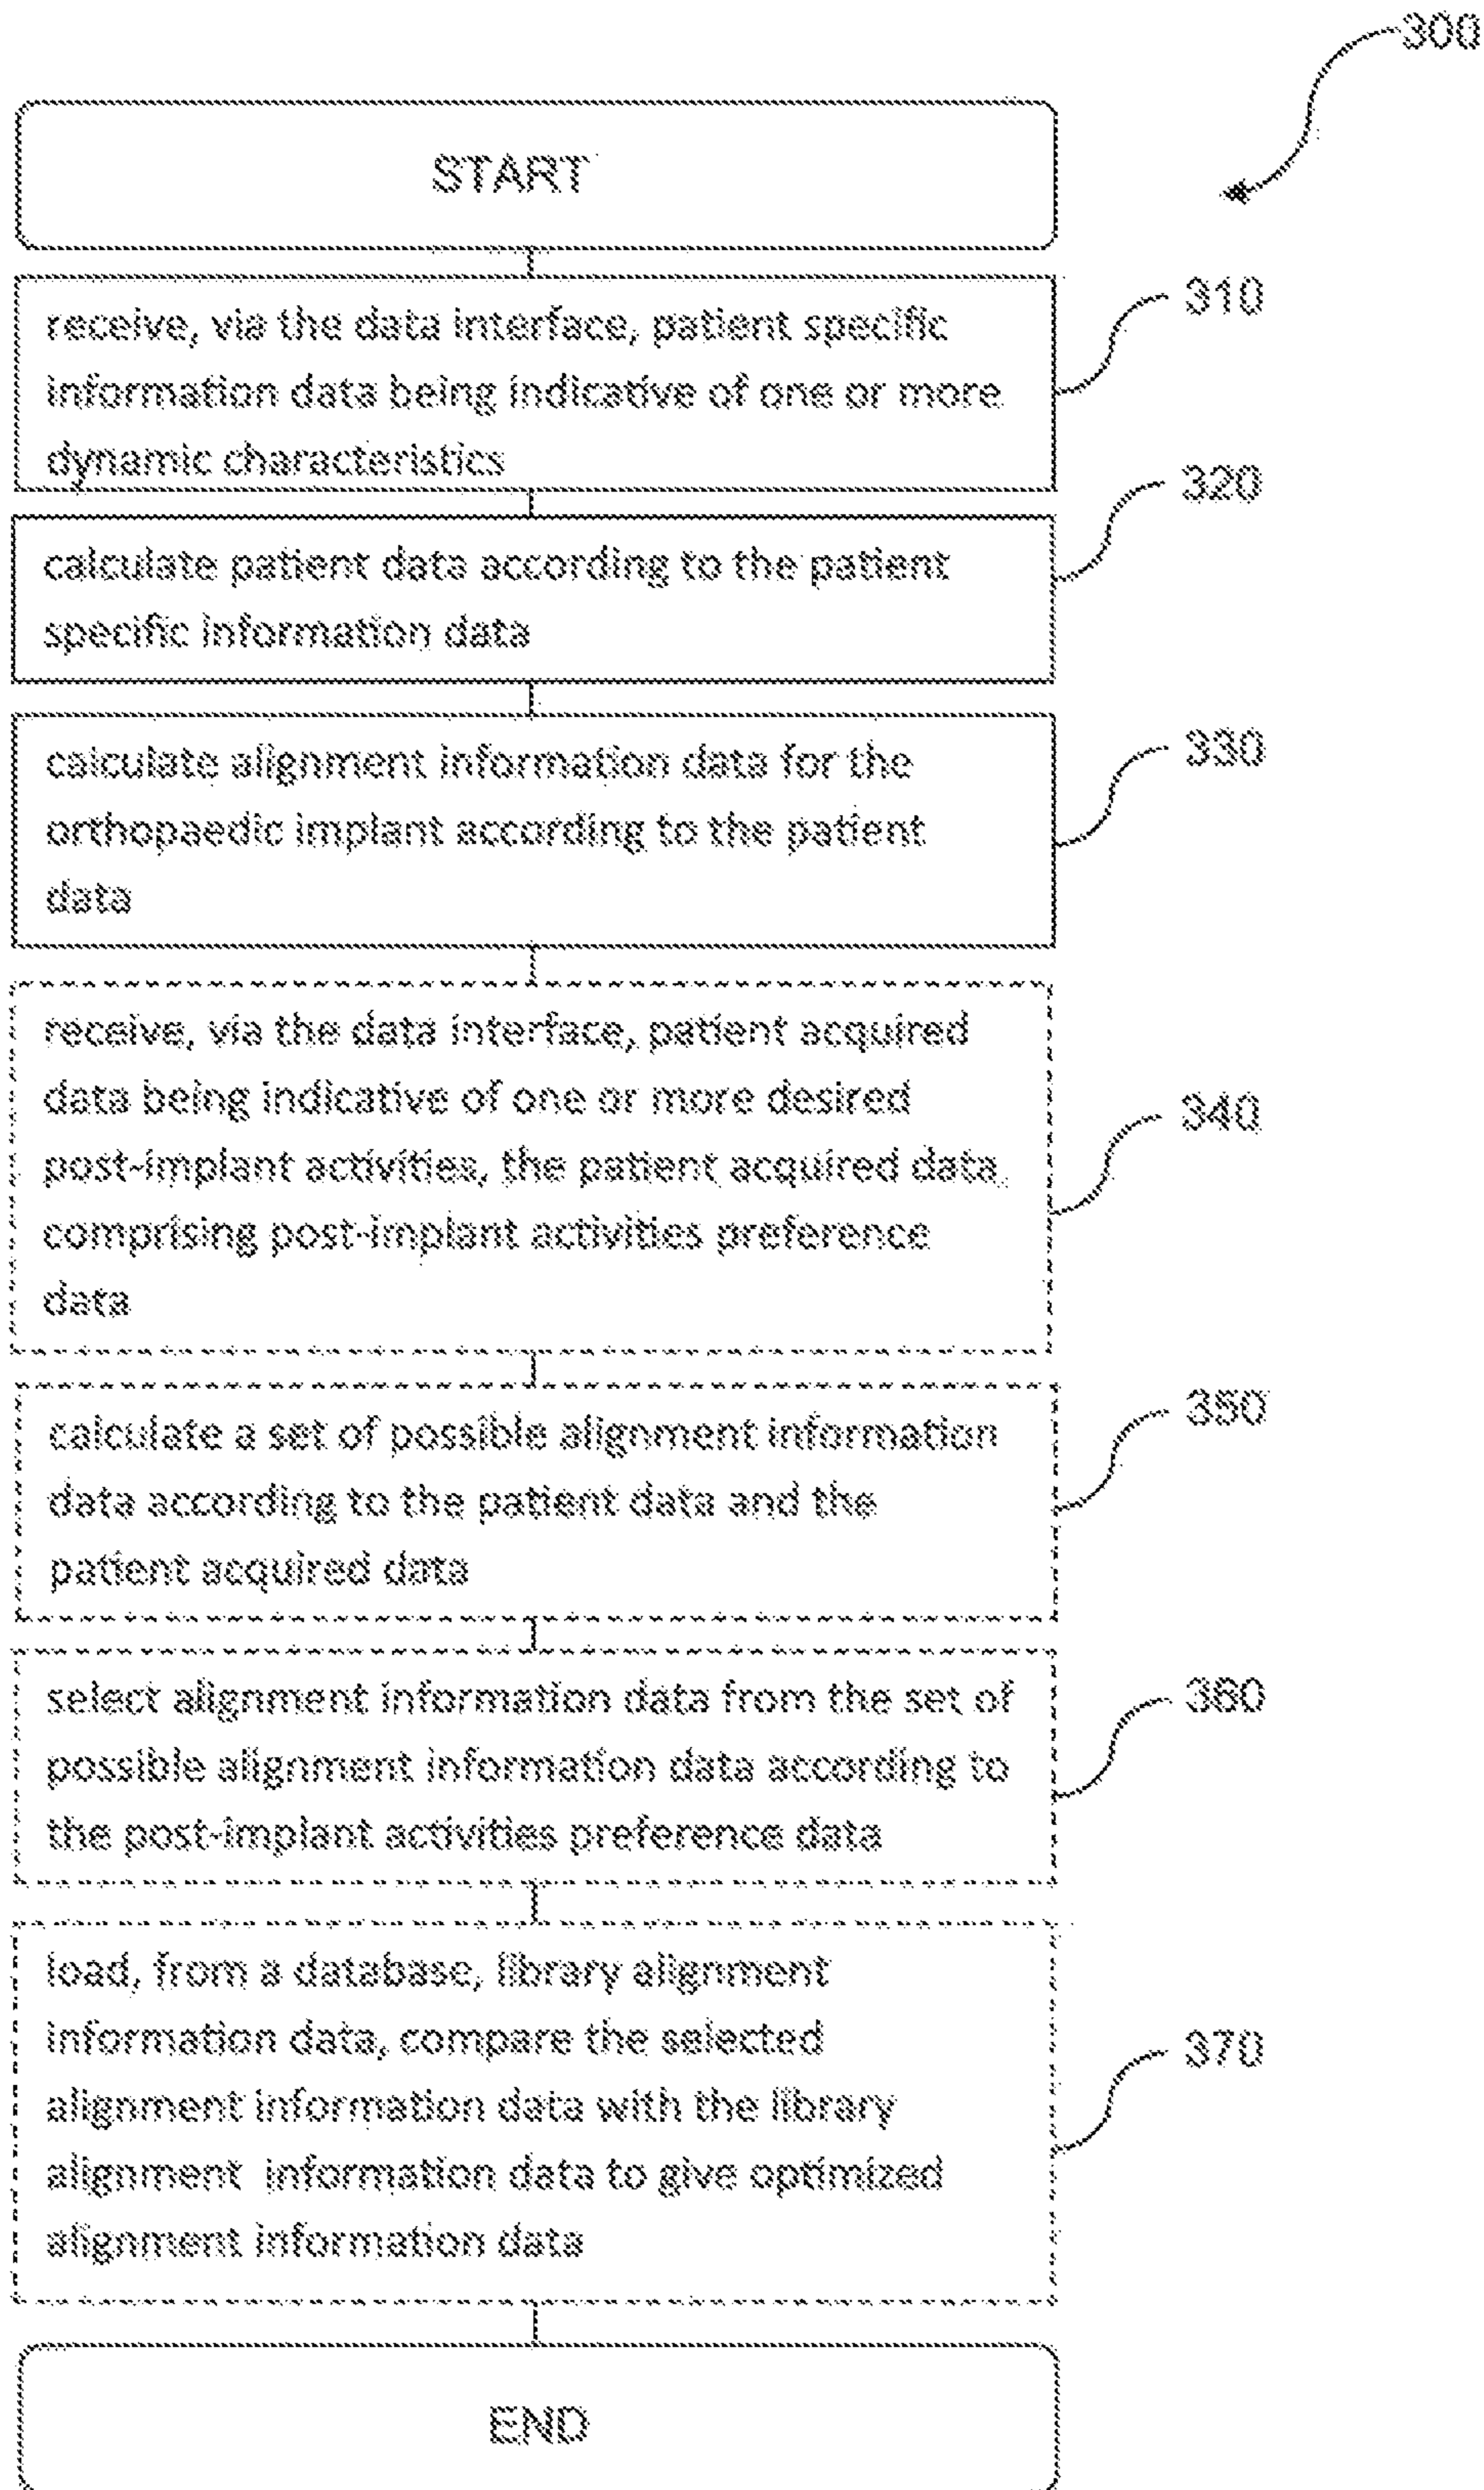 300
START
310
receive, via the data interface, patient specific
information data being indicative of one or more
dynamic characteristics
320
calculate patient data according to the patient
specific information data
330
calculate alignment information data for the
orthopaedic implant according to the patient
data
340
receive, via the data interface, patient acquired
data being indicative of one or more desired
post-implant activities, the patient acquired data
comprising post-implant activities preference
data
350
calculate a set of possible alignment information
data according to the patient data and the
patient acquired data
360
select alignment information data from the set of
possible alignment information data according to
the post-implant activities preference data
370
load, from a database, library alignment
information data, compare the selected
alignment information data with the library
alignment information data to give optimized
alignment information data
END